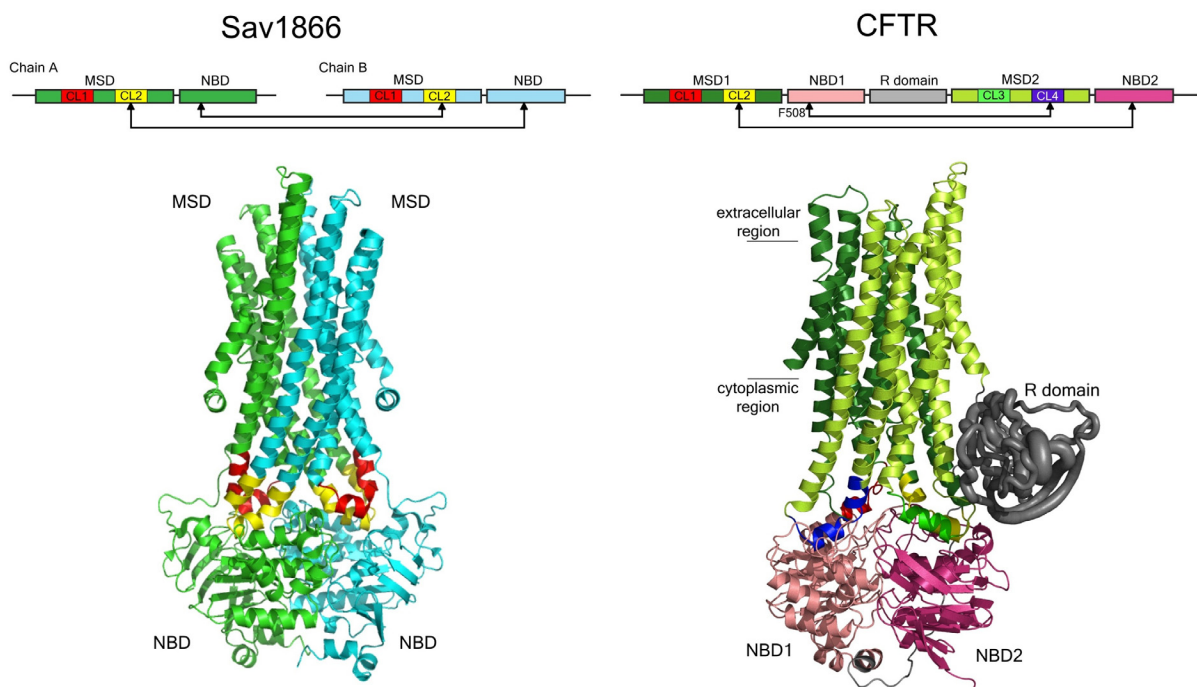 Sav1866
CFTR
Chain A
MSD
NBD
Chain B
MSD
NBD
CL1
CL2
CL1
CL2
MSD1
NBD1
R domain
MSD2
NBD2
CL1
CL2
CL3
CL4
F508
MSD
MSD
extracellular
region
cytoplasmic
region
R domain
NBD
NBD
NBD1
NBD2